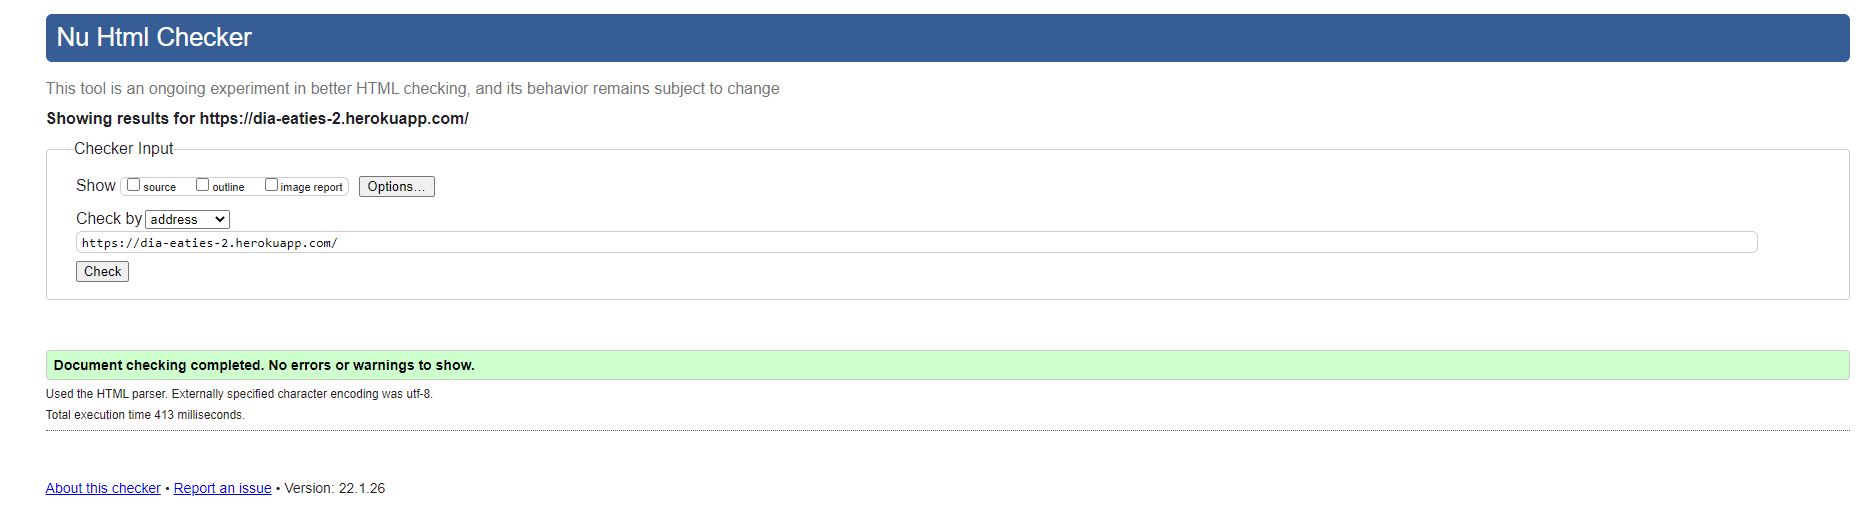 Nu Html Checker
This tool is an ongoing experiment in better HTML checking, and its behavior remains subject to change
Showing results for https://dia-eaties-2.herokuapp.com/
Checker Input
Show source outline image report Options...
Check by address
https://dia-eaties-2.herokuapp.com/
Check
Document checking completed. No errors or warnings to show.
Used the HTML parser. Externally specified character encoding was utf-8.
Total execution time 413 milliseconds.
About this checker • Report an issue • Version: 22.1.26